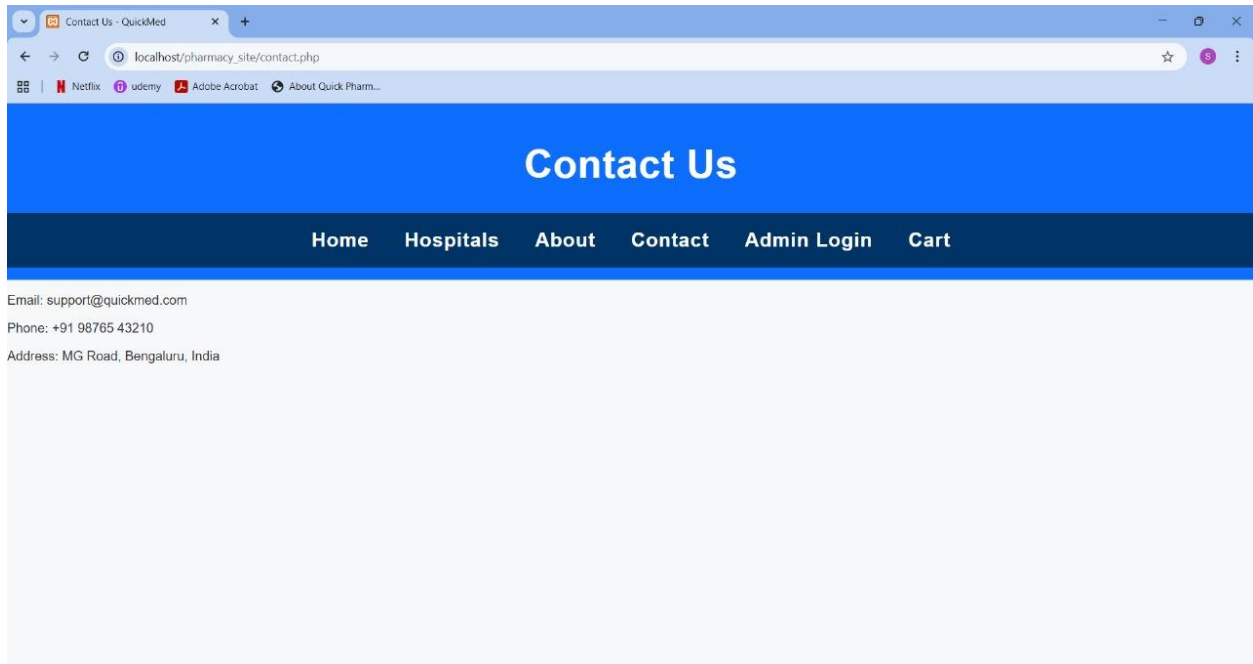 Contact Us - QuickMed
localhost/pharmacy_site/contact.php
Netflix udemy Adobe Acrobat About Quick Pharm...
S
Contact Us
Home Hospitals About Contact Admin Login Cart
Email: support@quickmed.com
Phone: +91 98765 43210
Address: MG Road, Bengaluru, India